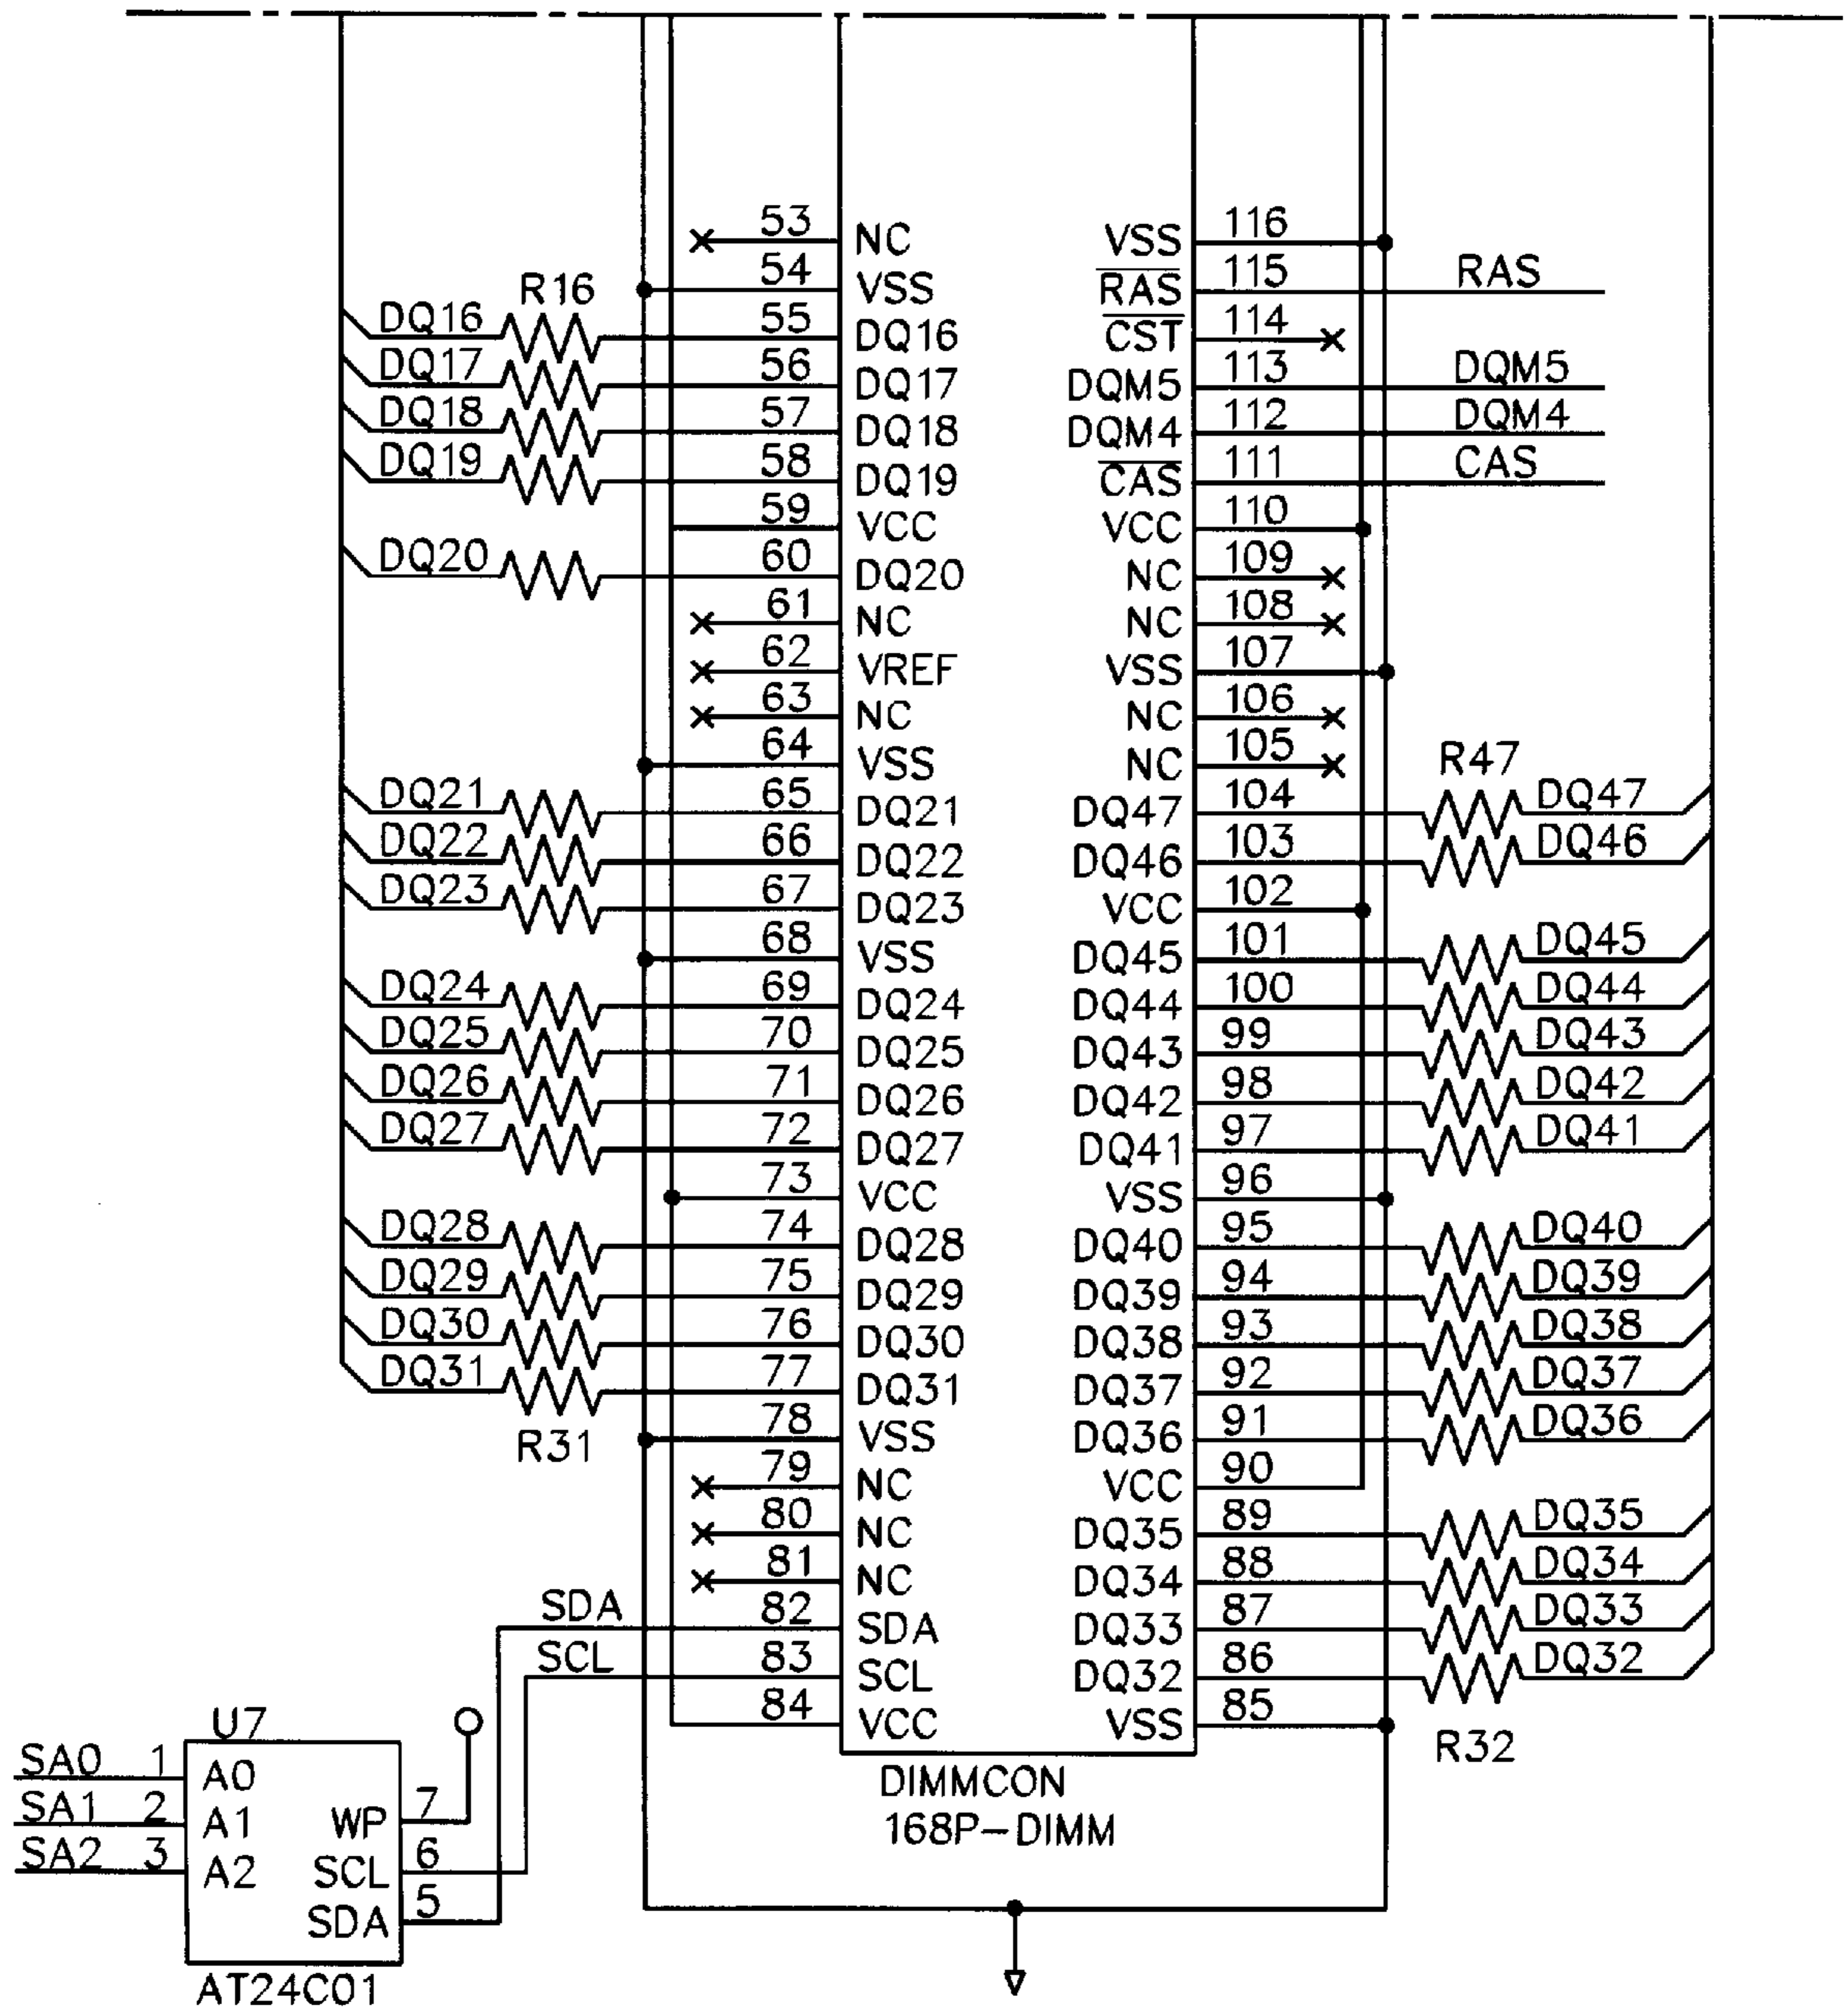 53 NC VSS 116
54 VSS RAS 115 RAS
R16
DQ16 55 DQ16 CST 114
DQ17 56 DQ17 DQM5 113 DQM5
DQ18 57 DQ18 DQM4 112 DQM4
DQ19 58 DQ19 CAS 111 CAS
59 VCC VCC 110
DQ20 60 DQ20 NC 109
61 NC NC 108
62 VREF VSS 107
63 NC NC 106
64 VSS NC 105
R47
DQ21 65 DQ21 DQ47 104 DQ47
DQ22 66 DQ22 DQ46 103 DQ46
DQ23 67 DQ23 VCC 102
68 VSS DQ45 101 DQ45
DQ24 69 DQ24 DQ44 100 DQ44
DQ25 70 DQ25 DQ43 99 DQ43
DQ26 71 DQ26 DQ42 98 DQ42
DQ27 72 DQ27 DQ41 97 DQ41
73 VCC VSS 96
DQ28 74 DQ28 DQ40 95 DQ40
DQ29 75 DQ29 DQ39 94 DQ39
DQ30 76 DQ30 DQ38 93 DQ38
DQ31 77 DQ31 DQ37 92 DQ37
R31
78 VSS DQ36 91 DQ36
79 NC VCC 90
80 NC DQ35 89 DQ35
81 NC DQ34 88 DQ34
SDA 82 SDA DQ33 87 DQ33
SCL 83 SCL DQ32 86 DQ32
84 VCC VSS 85
R32
DIMMCON
168P-DIMM
U7
SA0 1 A0
SA1 2 A1 WP 7
SA2 3 A2 SCL 6
SDA 5
AT24C01